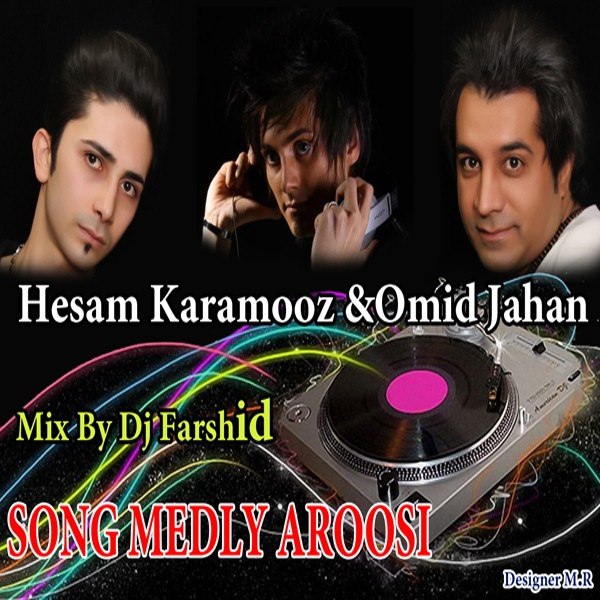 Hesam Karamooz &Omid Jahan
Mix By Dj Farshid
SONG MEDLY AROOSI
Designer M.R